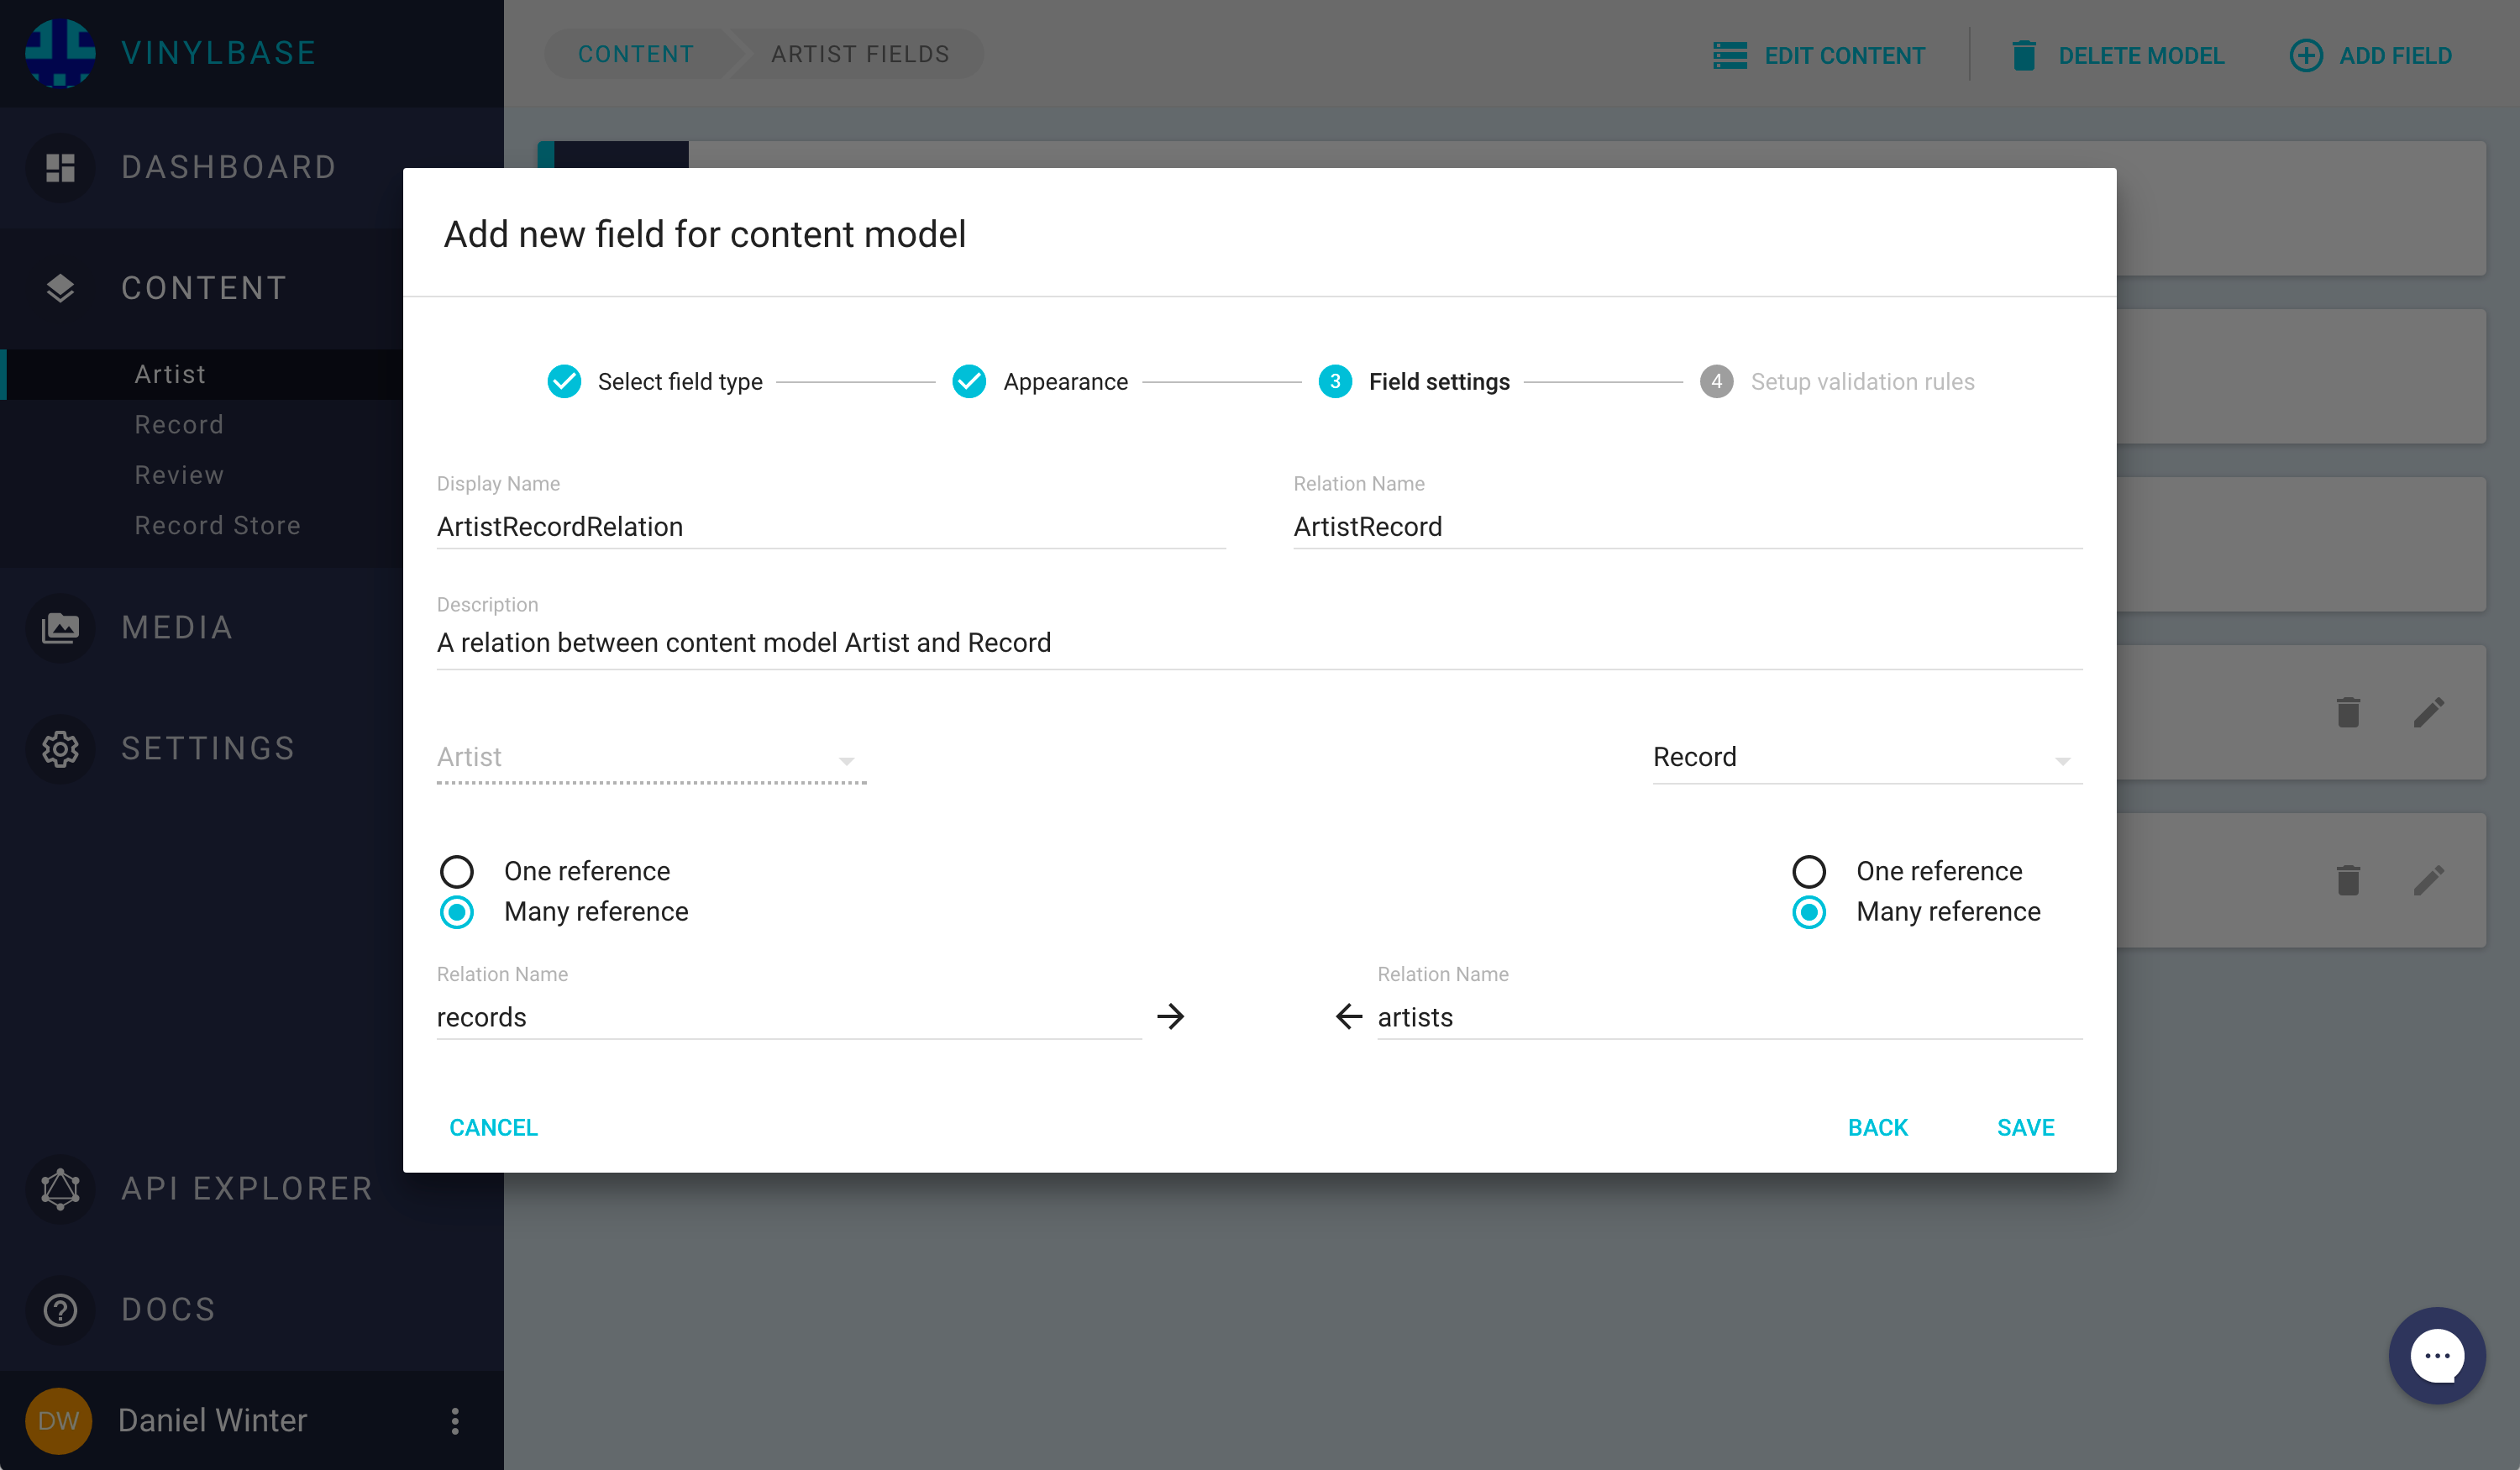 VINYLBASE
CONTENT
ARTIST FIELDS
EDIT CONTENT
DELETE MODEL
ADD FIELD
DASHBOARD
CONTENT
Artist
Record
Review
Record Store
MEDIA
SETTINGS
API EXPLORER
DOCS
DW
Daniel Winter
Add new field for content model
Select field type
Appearance
3
Field settings
4
Setup validation rules
Display Name
ArtistRecordRelation
Relation Name
ArtistRecord
Description
A relation between content model Artist and Record
Artist
Record
One reference
Many reference
One reference
Many reference
Relation Name
records
Relation Name
artists
CANCEL
BACK
SAVE